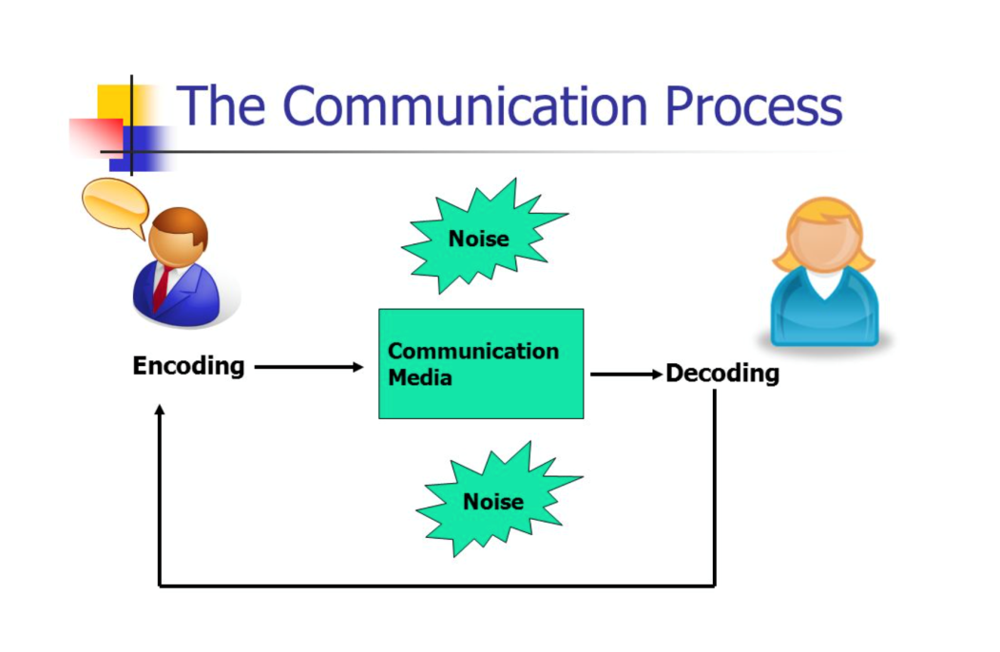 The Communication Process
Noise
Communication
Media
Encoding
Decoding
Noise